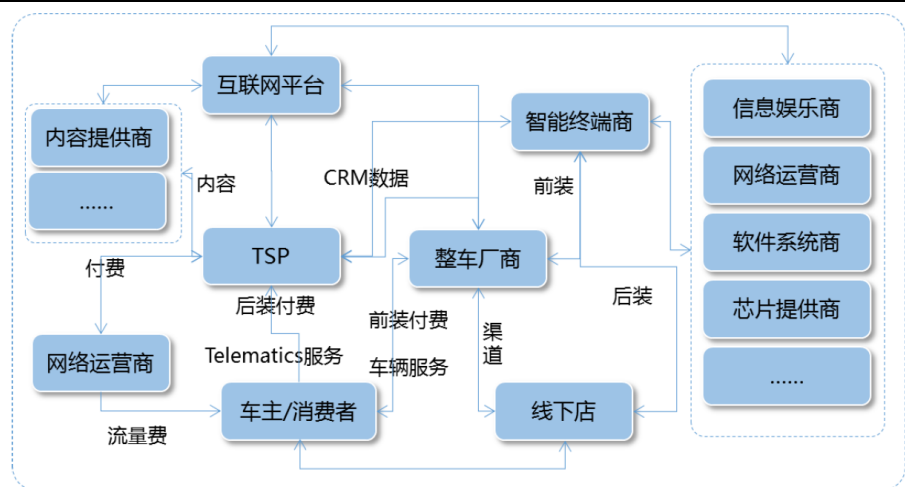 互联网平台
信息娱乐商
智能终端商
内容提供商
网络运营商
CRM数据
前装
内容
......
软件系统商
TSP
整车厂商
付费
后装付费
后装
芯片提供商
前装付费
渠道
网络运营商
Telematics服务
车辆服务
......
车主/消费者
线下店
流量费